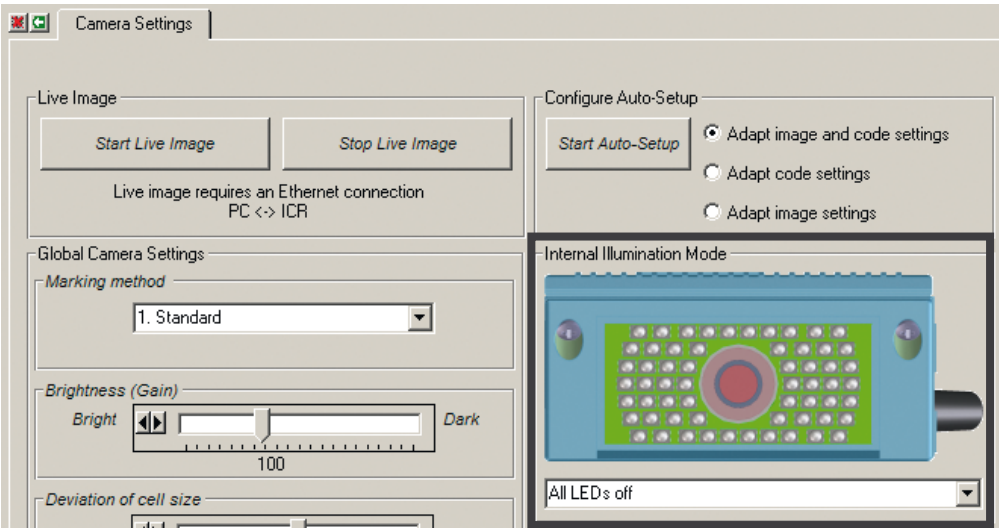 Camera Settings
Live Image
Start Live Image
Stop Live Image
Live image requires an Ethernet connection
PC <-> ICR
Configure Auto-Setup
Start Auto-Setup
Adapt image and code settings
Adapt code settings
Adapt image settings
Global Camera Settings
Marking method
1. Standard
Brightness (Gain)
Bright
Dark
100
Deviation of cell size
Internal Illumination Mode
All LEDs off